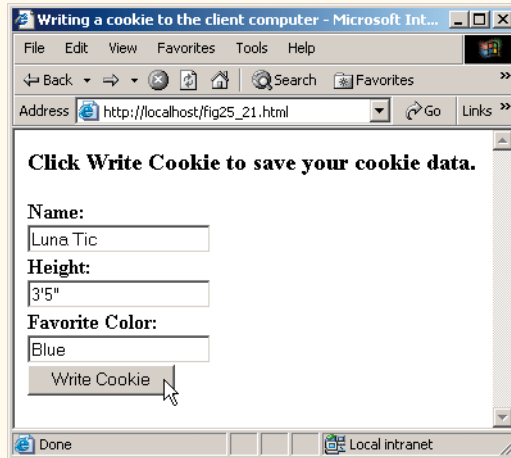 Writing a cookie to the client computer - Microsoft Int...
File Edit View Favorites Tools Help
Back Search Favorites »
Address http://localhost/fig25_21.html Go Links »
Click Write Cookie to save your cookie data.
Name:
Luna Tic
Height:
3'5"
Favorite Color:
Blue
Write Cookie
Done Local intranet